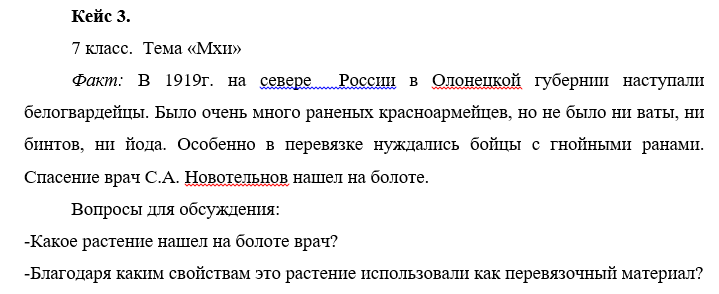 Кейс 3.
7 класс. Тема «Мхи»
Факт: В 1919г. на севере России в Олонецкой губернии наступали
белогвардейцы. Было очень много раненых красноармейцев, но не было ни ваты, ни
бинтов, ни йода. Особенно в перевязке нуждались бойцы с гнойными ранами.
Спасение врач С.А. Новотельнов нашел на болоте.
Вопросы для обсуждения:
-Какое растение нашел на болоте врач?
-Благодаря каким свойствам это растение использовали как перевязочный материал?